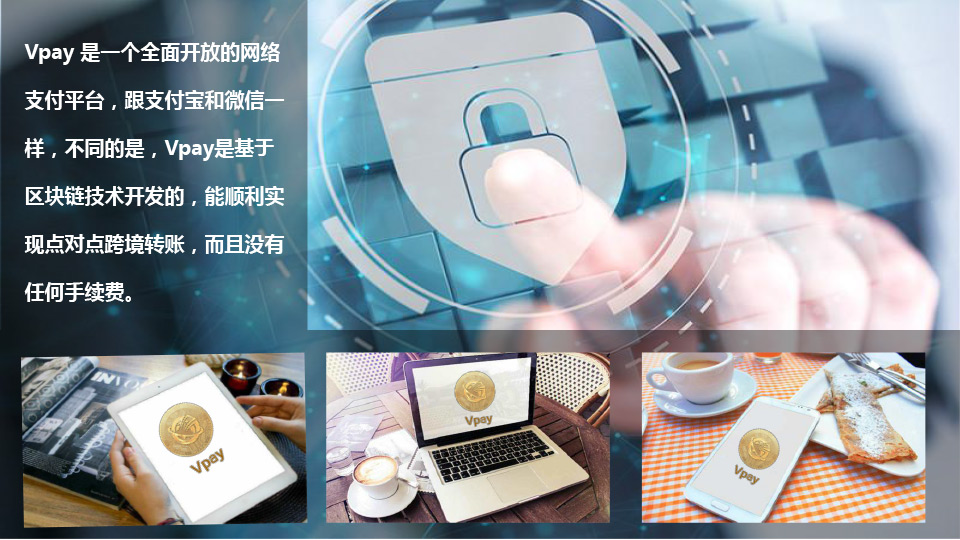 Vpay 是一个全面开放的网络
支付平台，跟支付宝和微信一
样，不同的是，Vpay是基于
区块链技术开发的，能顺利实
现点对点跨境转账，而且没有
任何手续费。
INVO
Vpay
Vpay
Vpay